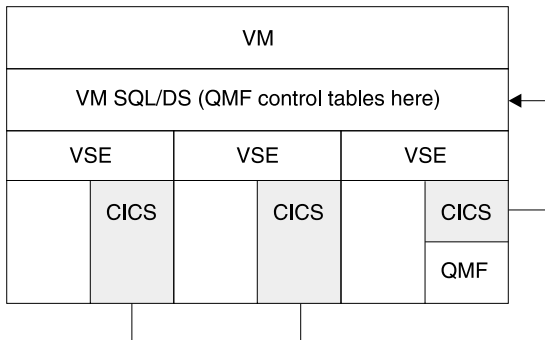 VM
VM SQL/DS (QMF control tables here)
VSE VSE VSE
CICS CICS CICS
QMF